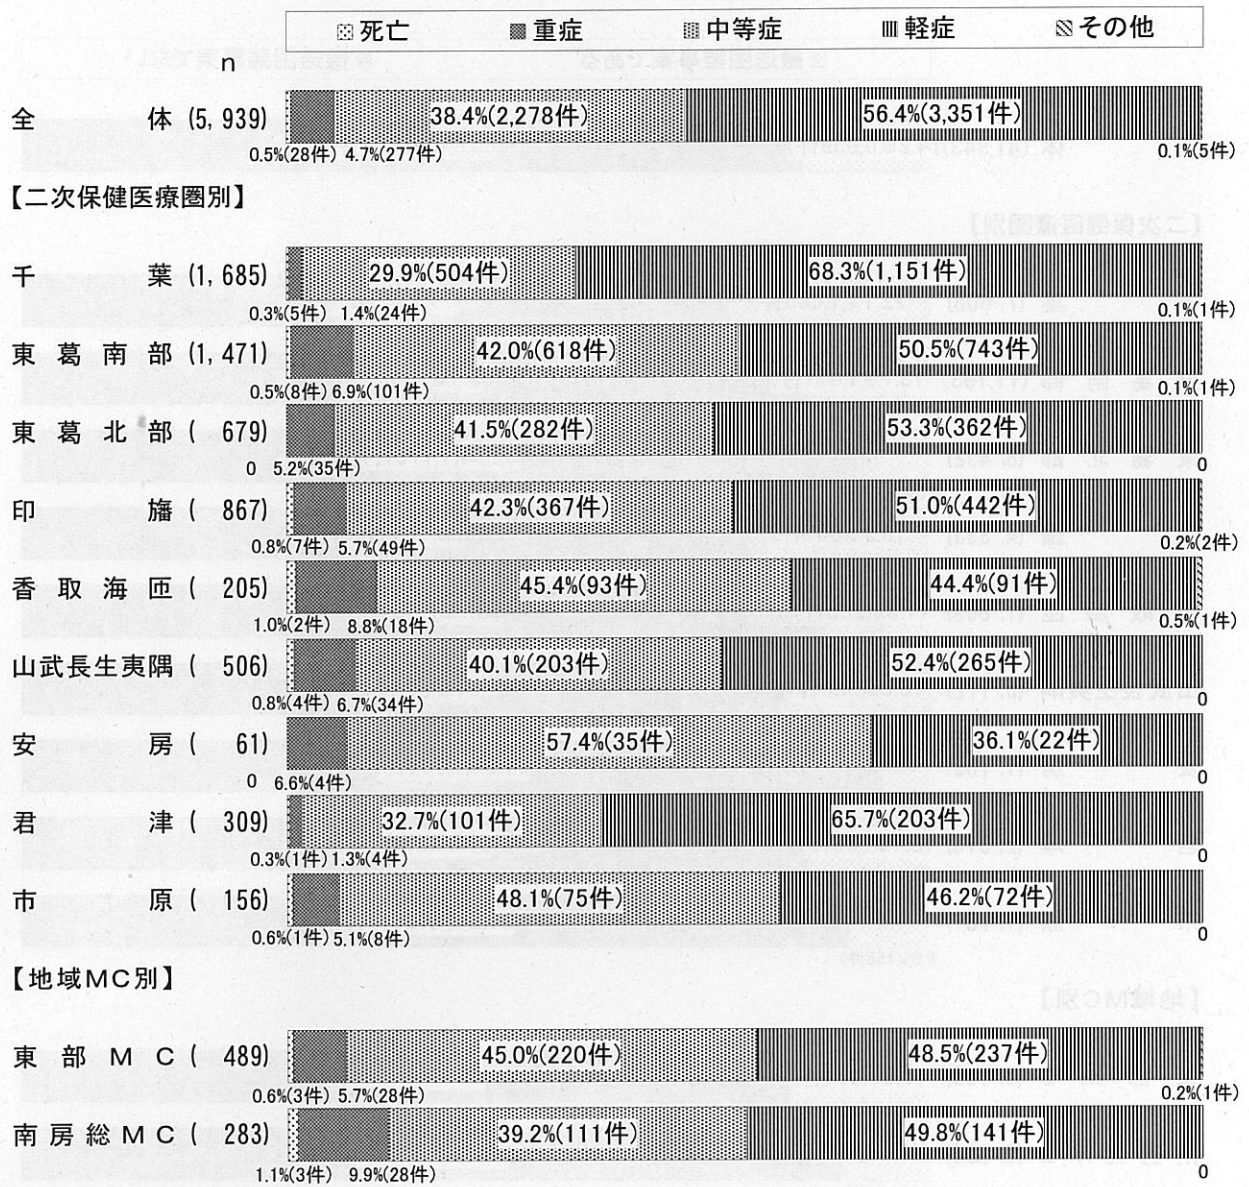 死亡 重症 中等症 軽症 その他
n
全体 (5,939) 38.4%(2,278件) 56.4%(3,351件)
0.5%(28件) 4.7%(277件) 0.1%(5件)
【二次保健医療圏別】
千葉 (1,685) 29.9%(504件) 68.3%(1,151件)
0.3%(5件) 1.4%(24件) 0.1%(1件)
東葛南部 (1,471) 42.0%(618件) 50.5%(743件)
0.5%(8件) 6.9%(101件) 0.1%(1件)
東葛北部 ( 679) 41.5%(282件) 53.3%(362件)
0 5.2%(35件) 0
印旛 ( 867) 42.3%(367件) 51.0%(442件)
0.8%(7件) 5.7%(49件) 0.2%(2件)
香取海匝 ( 205) 45.4%(93件) 44.4%(91件)
1.0%(2件) 8.8%(18件) 0.5%(1件)
山武長生夷隅 ( 506) 40.1%(203件) 52.4%(265件)
0.8%(4件) 6.7%(34件) 0
安房 ( 61) 57.4%(35件) 36.1%(22件)
0 6.6%(4件) 0
君津 ( 309) 32.7%(101件) 65.7%(203件)
0.3%(1件) 1.3%(4件) 0
市原 ( 156) 48.1%(75件) 46.2%(72件)
0.6%(1件) 5.1%(8件) 0
【地域MC別】
東部MC ( 489) 45.0%(220件) 48.5%(237件)
0.6%(3件) 5.7%(28件) 0.2%(1件)
南房総MC ( 283) 39.2%(111件) 49.8%(141件)
1.1%(3件) 9.9%(28件) 0